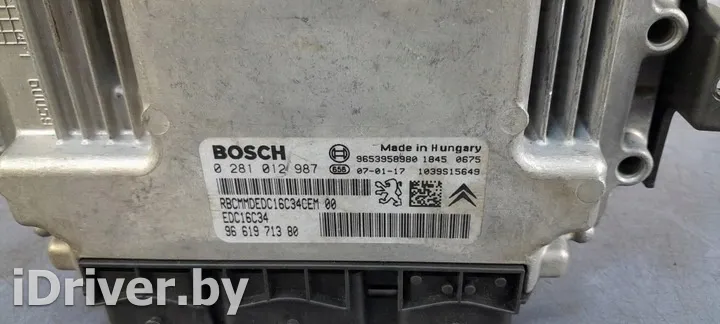 BOSCH
Made in Hungary
9653958980 1845 0675
0 281 012 987
656
07-01-17 1039S15649
RBCMMDEDC16C34CEM 00
EDC16C34
96 619 713 80
iDriver.by